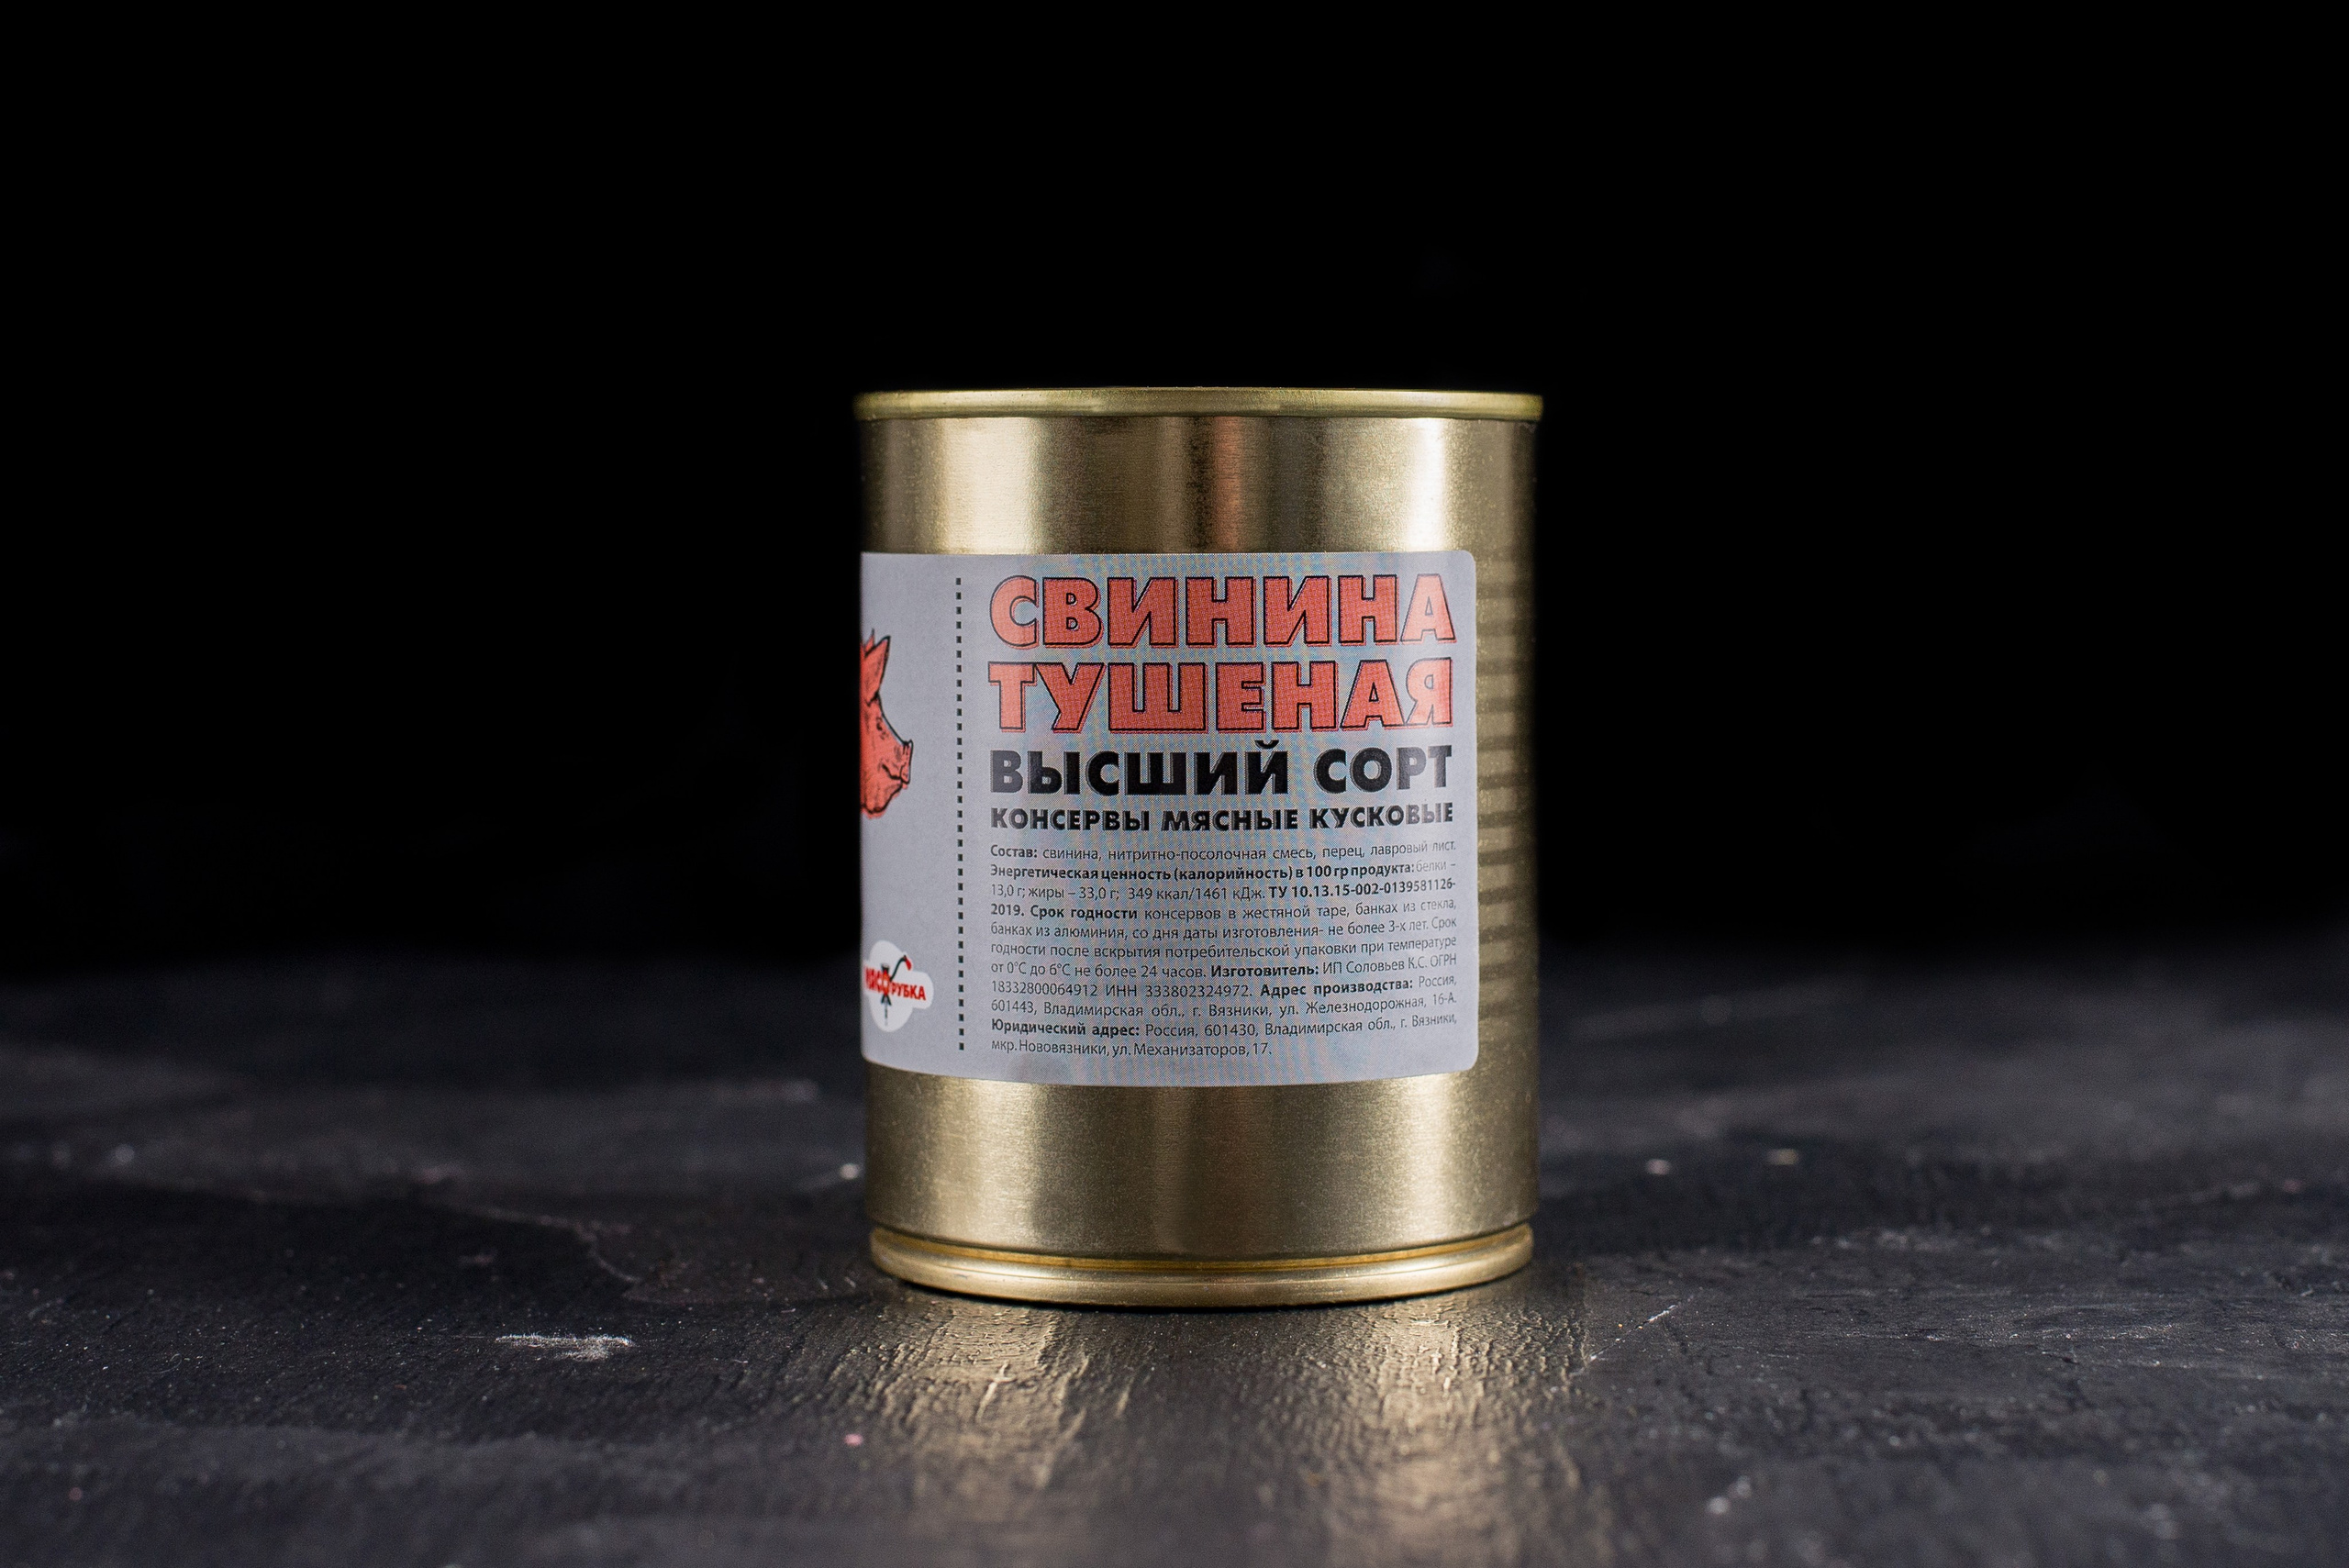 СВИНИНА
ТУШЕНАЯ
ВЫСШИЙ СОРТ
КОНСЕРВЫ МЯСНЫЕ КУСКОВЫЕ
Состав: свинина, нитритно-посолочная смесь, перец, лавровый лист.
Энергетическая ценность (калорийность) в 100 гр продукта: белки –
13,0 г; жиры – 33,0 г; 349 ккал/1461 кДж. ТУ 10.13.15-002-0139581126-
2019. Срок годности консервов в жестяной таре, банках из стекла,
банках из алюминия, со дня даты изготовления- не более 3-х лет. Срок
годности после вскрытия потребительской упаковки при температуре
от 0°С до 6°С не более 24 часов. Изготовитель: ИП Соловьев К.С. ОГРН
18332800064912 ИНН 333802324972. Адрес производства: Россия,
601443, Владимирская обл., г. Вязники, ул. Железнодорожная, 16-А.
Юридический адрес: Россия, 601430, Владимирская обл., г. Вязники,
мкр. Нововязники, ул. Механизаторов, 17.
МЯСОРУБКА